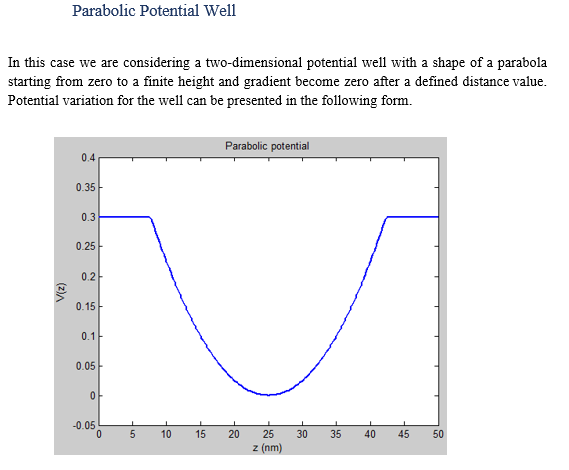 Parabolic Potential Well
In this case we are considering a two-dimensional potential well with a shape of a parabola
starting from zero to a finite height and gradient become zero after a defined distance value.
Potential variation for the well can be presented in the following form.
Parabolic potential
0.4
0.35
0.3
0.25
0.2
0.15
0.1
0.05
0
-0.05
V(z)
0 5 10 15 20 25 30 35 40 45 50
z (nm)